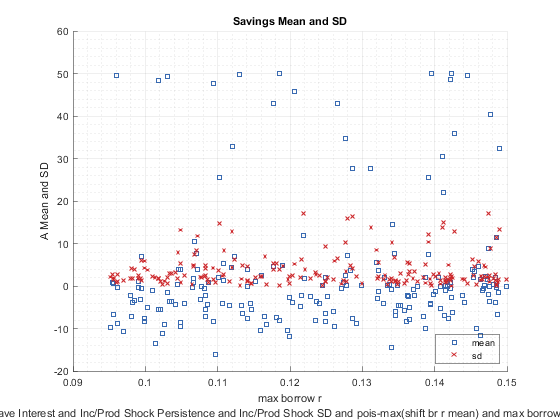 Savings Mean and SD
60
50
40
30
20
10
0
-10
-20
A Mean and SD
mean
sd
0.09 0.1 0.11 0.12 0.13 0.14 0.15
max borrow r
ave Interest and Inc/Prod Shock Persistence and Inc/Prod Shock SD and pois-max(shift br r mean) and max borrow